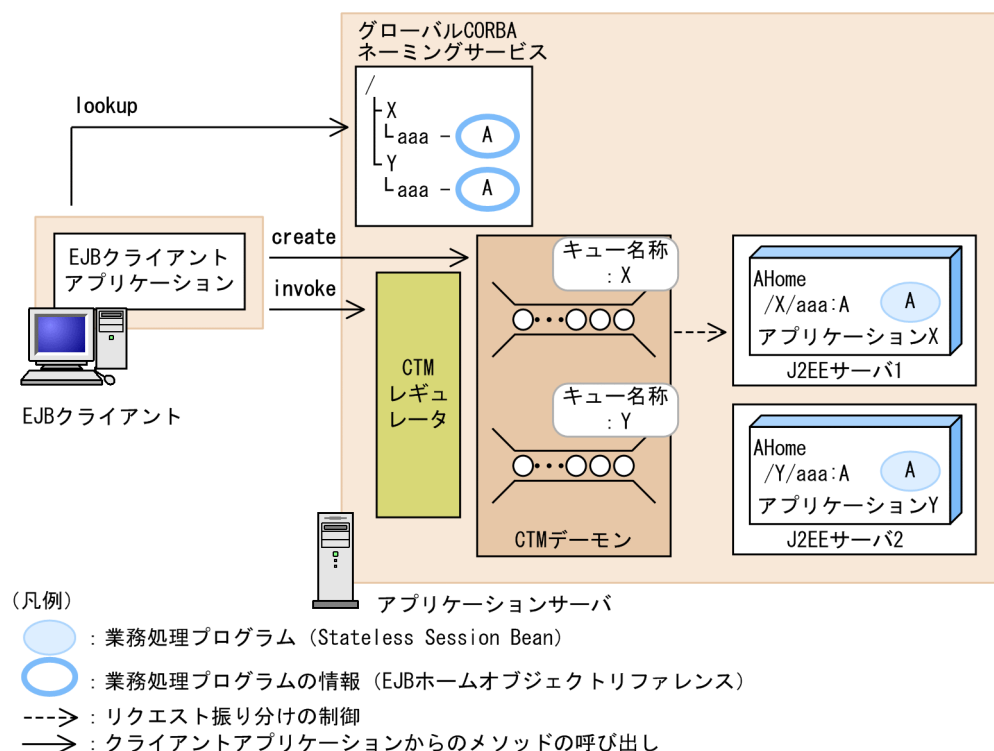 グローバルCORBA
ネーミングサービス
/
X
aaa - A
Y
aaa - A
lookup
EJBクライアント
アプリケーション
create
invoke
EJBクライアント
CTM
レギュ
レータ
キュー名称
:X
キュー名称
:Y
CTMデーモン
AHome
/X/aaa:A
A
アプリケーションX
J2EEサーバ1
AHome
/Y/aaa:A
A
アプリケーションY
J2EEサーバ2
アプリケーションサーバ
(凡例)
:業務処理プログラム(Stateless Session Bean)
:業務処理プログラムの情報(EJBホームオブジェクトリファレンス)
:リクエスト振り分けの制御
:クライアントアプリケーションからのメソッドの呼び出し